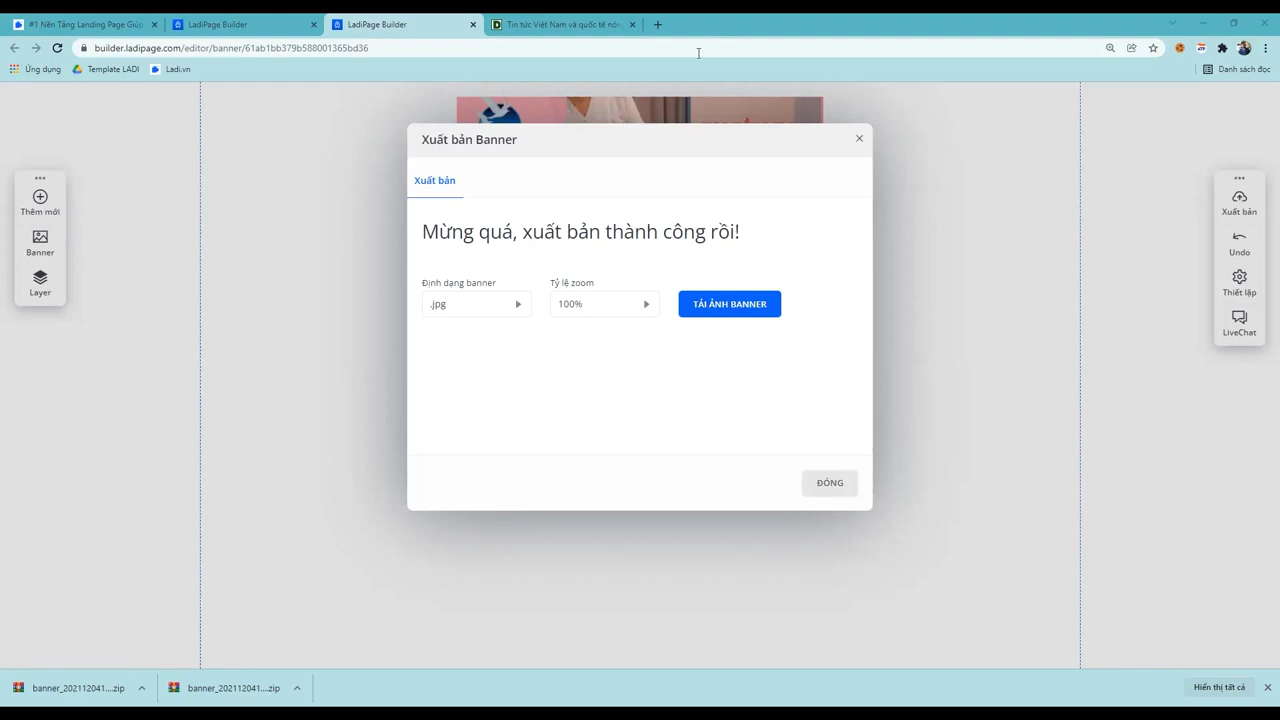 #1 Nền Tảng Landing Page Giúp
LadiPage Builder
LadiPage Builder
Tin tức Việt Nam và quốc tế nón
builder.ladipage.com/editor/banner/61ab1bb379b588001365bd36
Ứng dụng
Template LADI
Ladi.vn
Danh sách đọc
Xuất bản Banner
Xuất bản
Mừng quá, xuất bản thành công rồi!
Định dạng banner
Tỷ lệ zoom
.jpg
100%
TẢI ẢNH BANNER
ĐÓNG
Thêm mới
Banner
Layer
Xuất bản
Undo
Thiết lập
LiveChat
banner_202112041....zip
banner_202112041....zip
Hiển thị tất cả